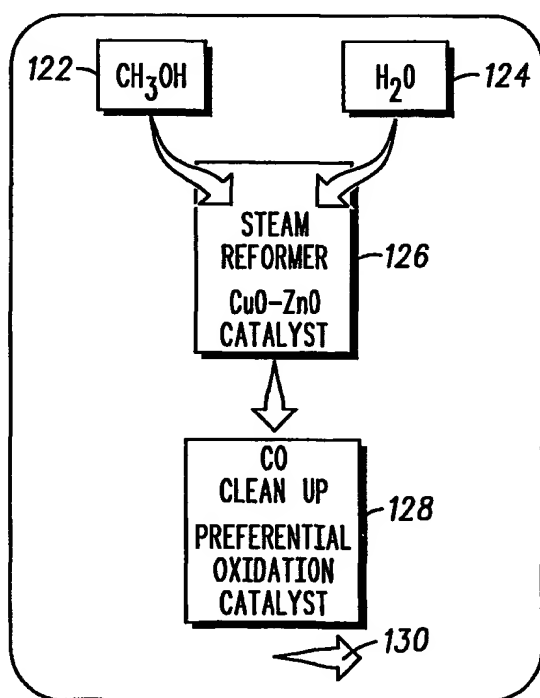 122
CH3OH
H2O
124
STEAM
REFORMER
CuO-ZnO
CATALYST
126
CO
CLEAN UP
PREFERENTIAL
OXIDATION
CATALYST
128
130